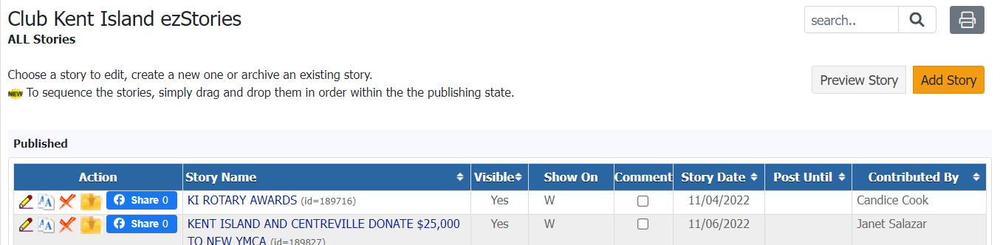 Club Kent Island ezStories
search..
ALL Stories
Choose a story to edit, create a new one or archive an existing story.
NEW To sequence the stories, simply drag and drop them in order within the the publishing state.
Preview Story Add Story
Published
Action Story Name Visible Show On Comment Story Date Post Until Contributed By
Share 0 KI ROTARY AWARDS (id=189716) Yes W 11/04/2022 Candice Cook
Share 0 KENT ISLAND AND CENTREVILLE DONATE $25,000 Yes W 11/06/2022 Janet Salazar
TO NEW YMCA (id=189827)